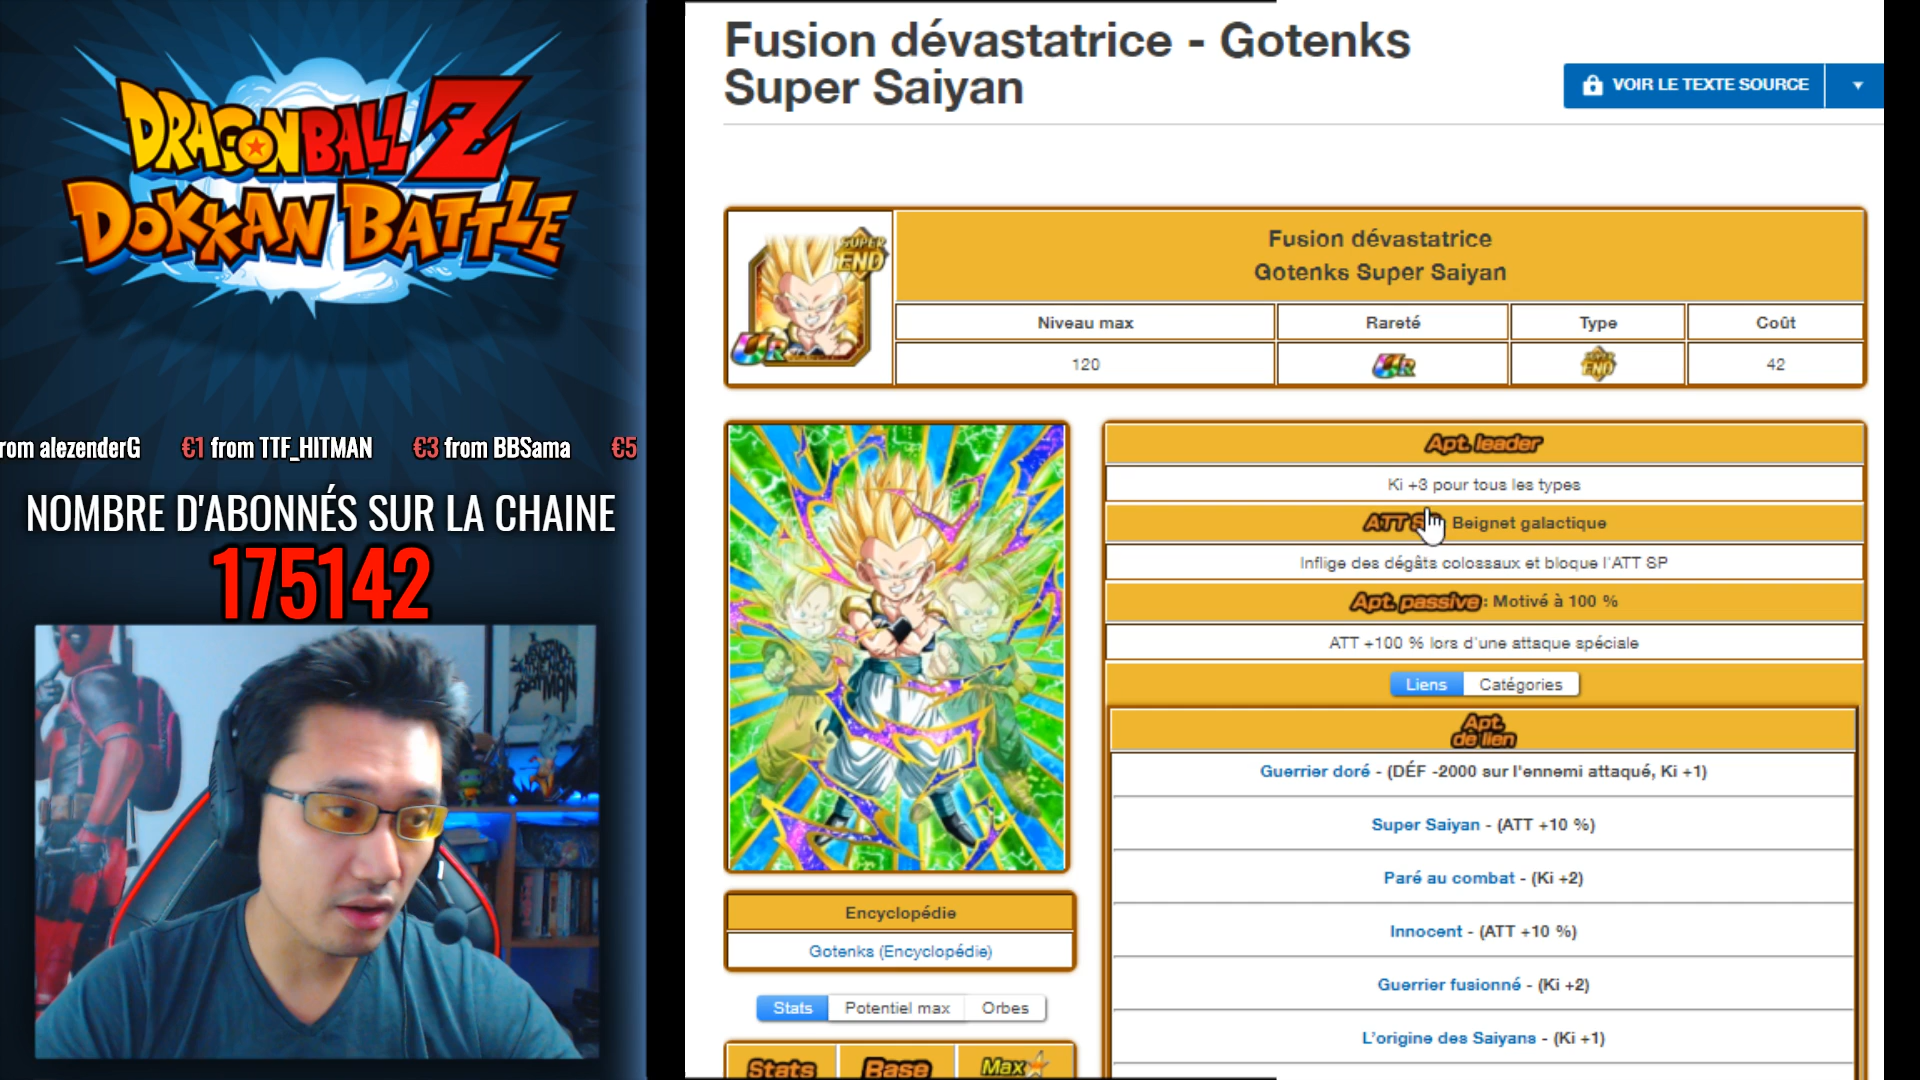 DRAGON BALL Z
DOKKAN BATTLE
rom alezenderG €1 from TTF_HITMAN €3 from BBSama €5
NOMBRE D'ABONNÉS SUR LA CHAINE
175142
Fusion dévastatrice - Gotenks
Super Saiyan
VOIR LE TEXTE SOURCE
SUPER
END
UR
Fusion dévastatrice
Gotenks Super Saiyan
Niveau max Rareté Type Coût
120 UR SUPER END 42
Apt. leader
Ki +3 pour tous les types
ATT S Beignet galactique
Inflige des dégâts colossaux et bloque l'ATT SP
Apt. passive : Motivé à 100 %
ATT +100 % lors d'une attaque spéciale
Liens Catégories
Apt.
de lien
Guerrier doré - (DÉF -2000 sur l'ennemi attaqué, Ki +1)
Super Saiyan - (ATT +10 %)
Paré au combat - (Ki +2)
Innocent - (ATT +10 %)
Guerrier fusionné - (Ki +2)
L'origine des Saiyans - (Ki +1)
Encyclopédie
Gotenks (Encyclopédie)
Stats Potentiel max Orbes
Stats Base Max